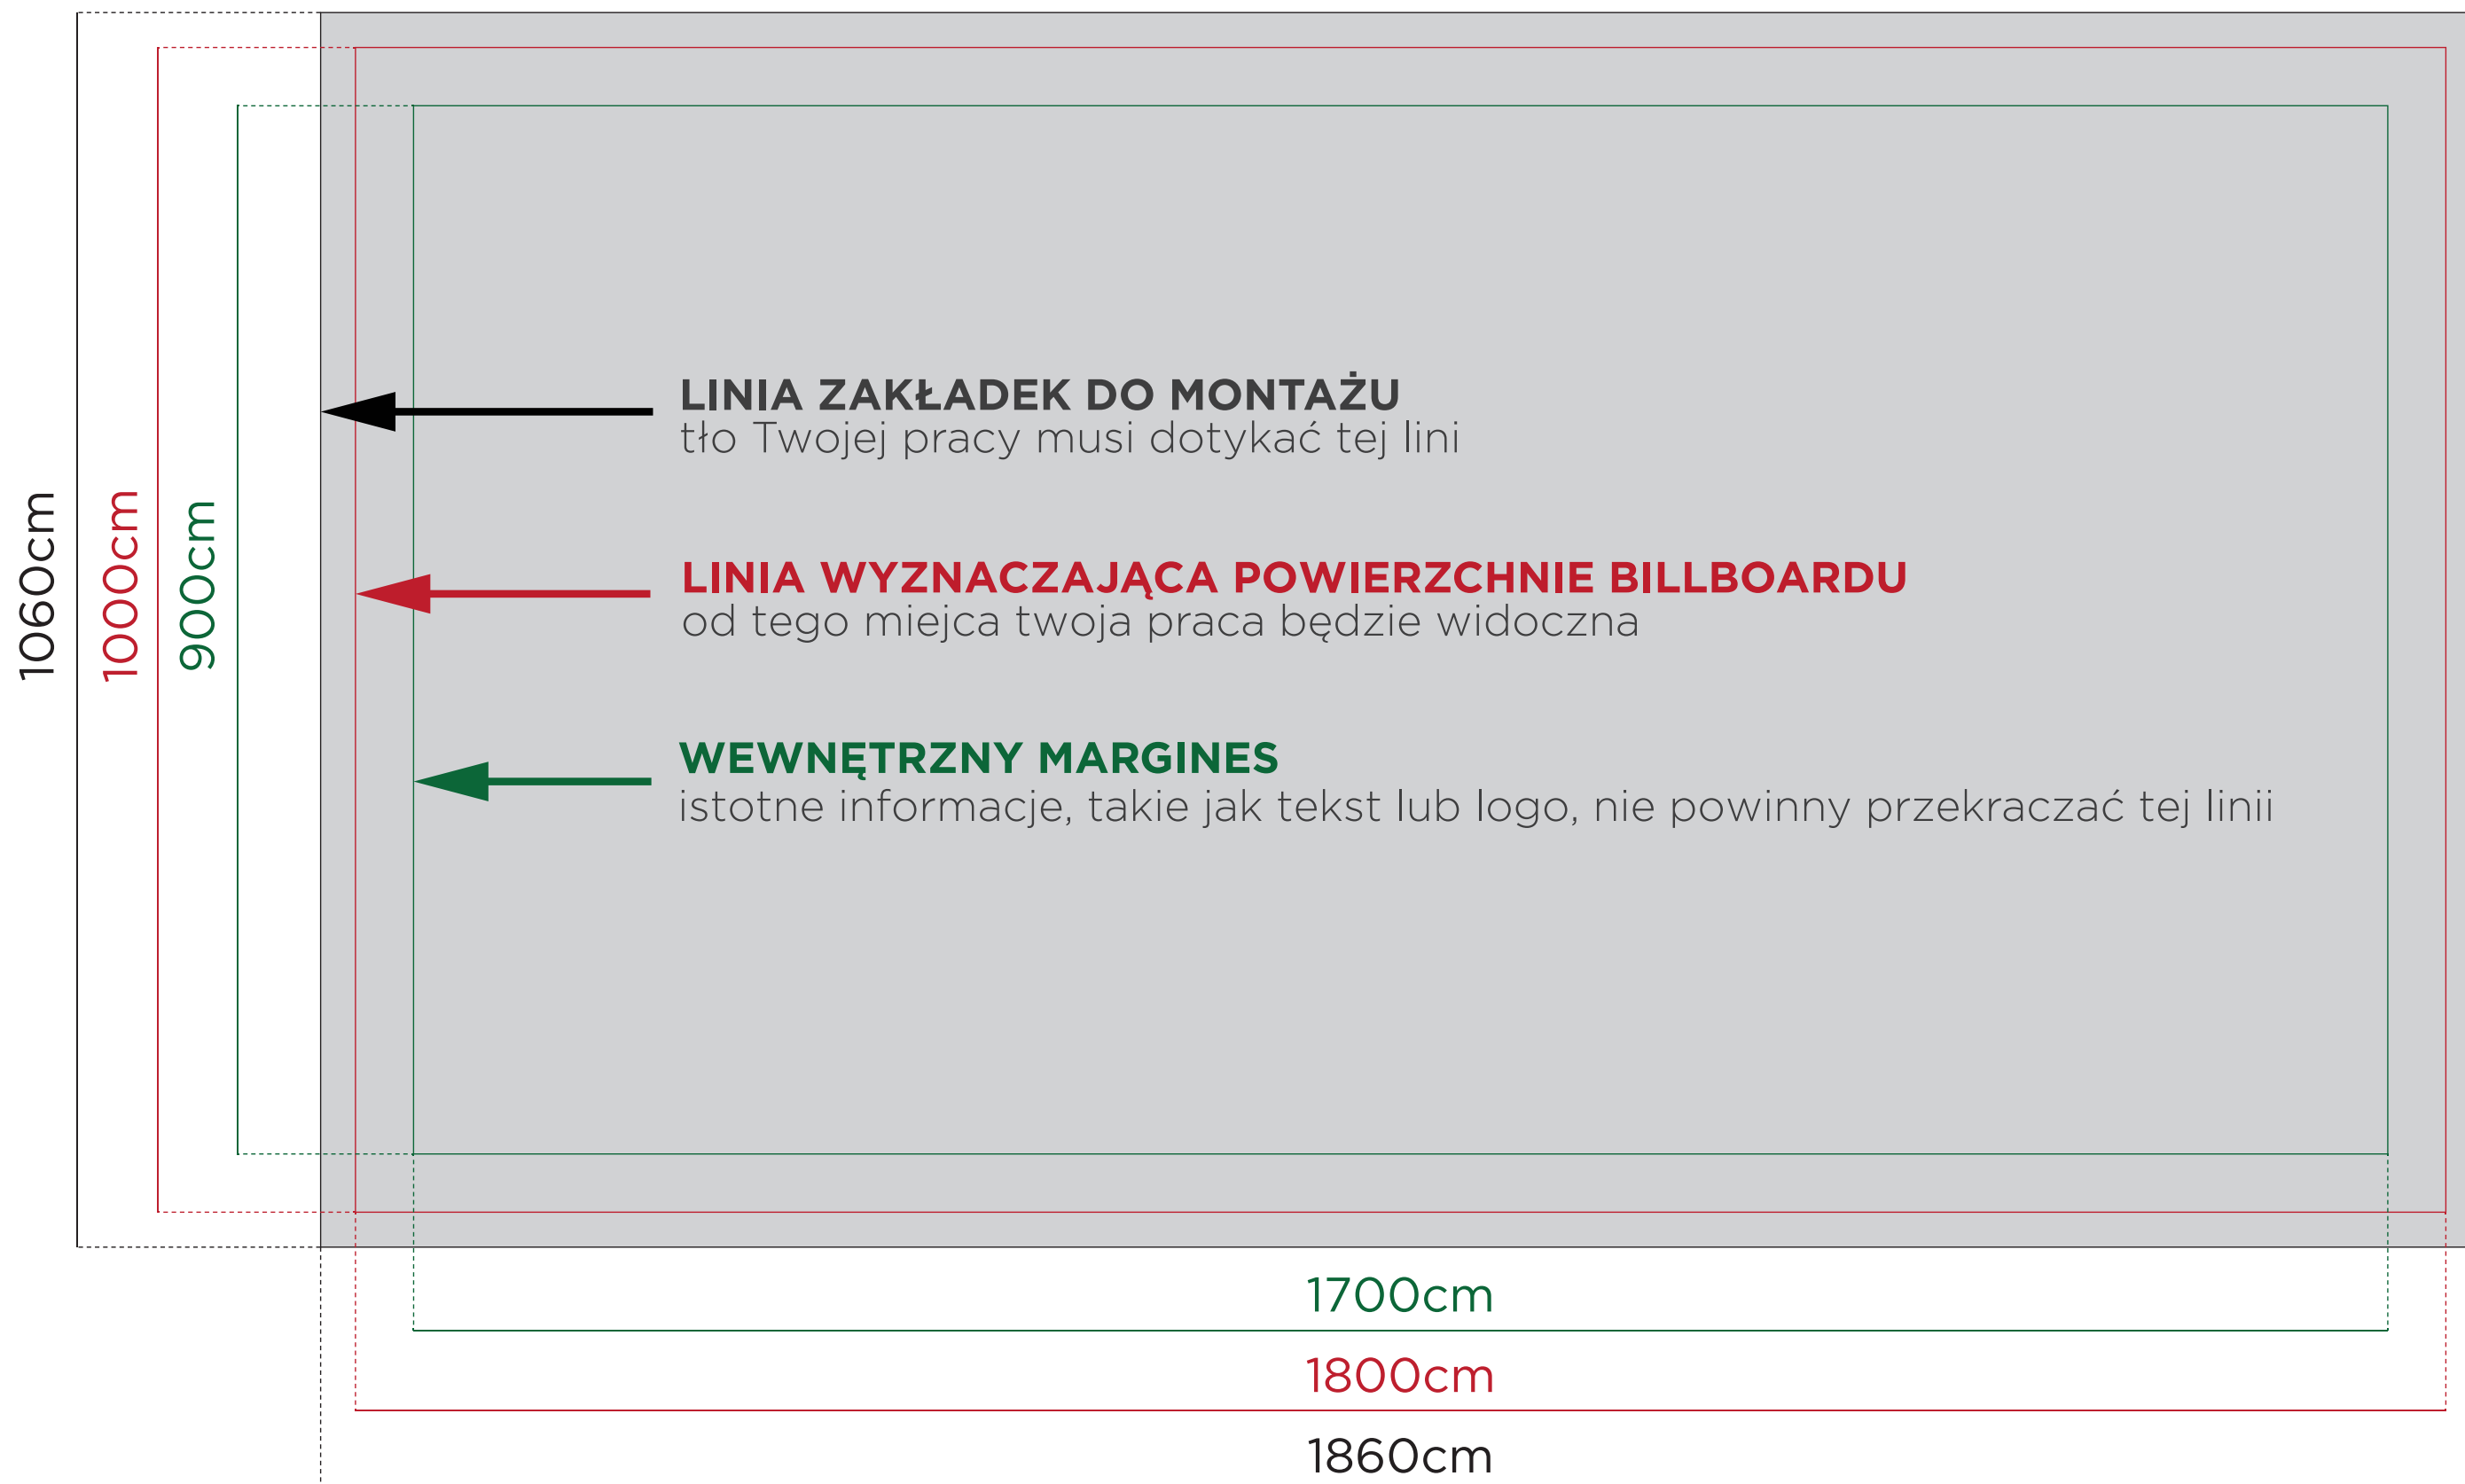 1060cm
1000cm
900cm
LINIA ZAKŁADEK DO MONTAŻU
tło Twojej pracy musi dotykać tej lini
LINIA WYZNACZAJĄCA POWIERZCHNIE BILLBOARDU
od tego miejca twoja praca będzie widoczna
WEWNĘTRZNY MARGINES
istotne informacje, takie jak tekst lub logo, nie powinny przekraczać tej linii
1700cm
1800cm
1860cm